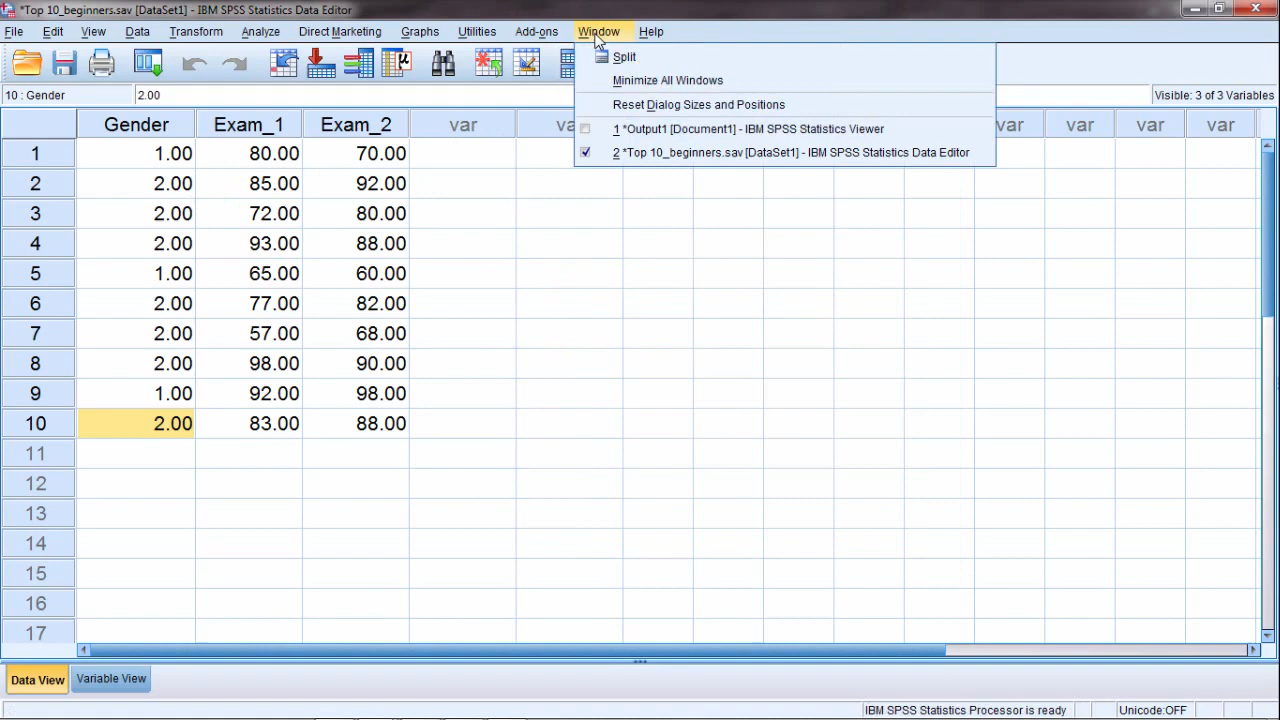 *Top 10_beginners.sav [DataSet1] - IBM SPSS Statistics Data Editor
File Edit View Data Transform Analyze Direct Marketing Graphs Utilities Add-ons Window Help
Split
Minimize All Windows
Reset Dialog Sizes and Positions
1 *Output1 [Document1] - IBM SPSS Statistics Viewer
2 *Top 10_beginners.sav [DataSet1] - IBM SPSS Statistics Data Editor
10 : Gender 2.00 Visible: 3 of 3 Variables
Gender Exam_1 Exam_2 var var var var var
1 1.00 80.00 70.00
2 2.00 85.00 92.00
3 2.00 72.00 80.00
4 2.00 93.00 88.00
5 1.00 65.00 60.00
6 2.00 77.00 82.00
7 2.00 57.00 68.00
8 2.00 98.00 90.00
9 1.00 92.00 98.00
10 2.00 83.00 88.00
11
12
13
14
15
16
17
Data View Variable View
IBM SPSS Statistics Processor is ready Unicode:OFF